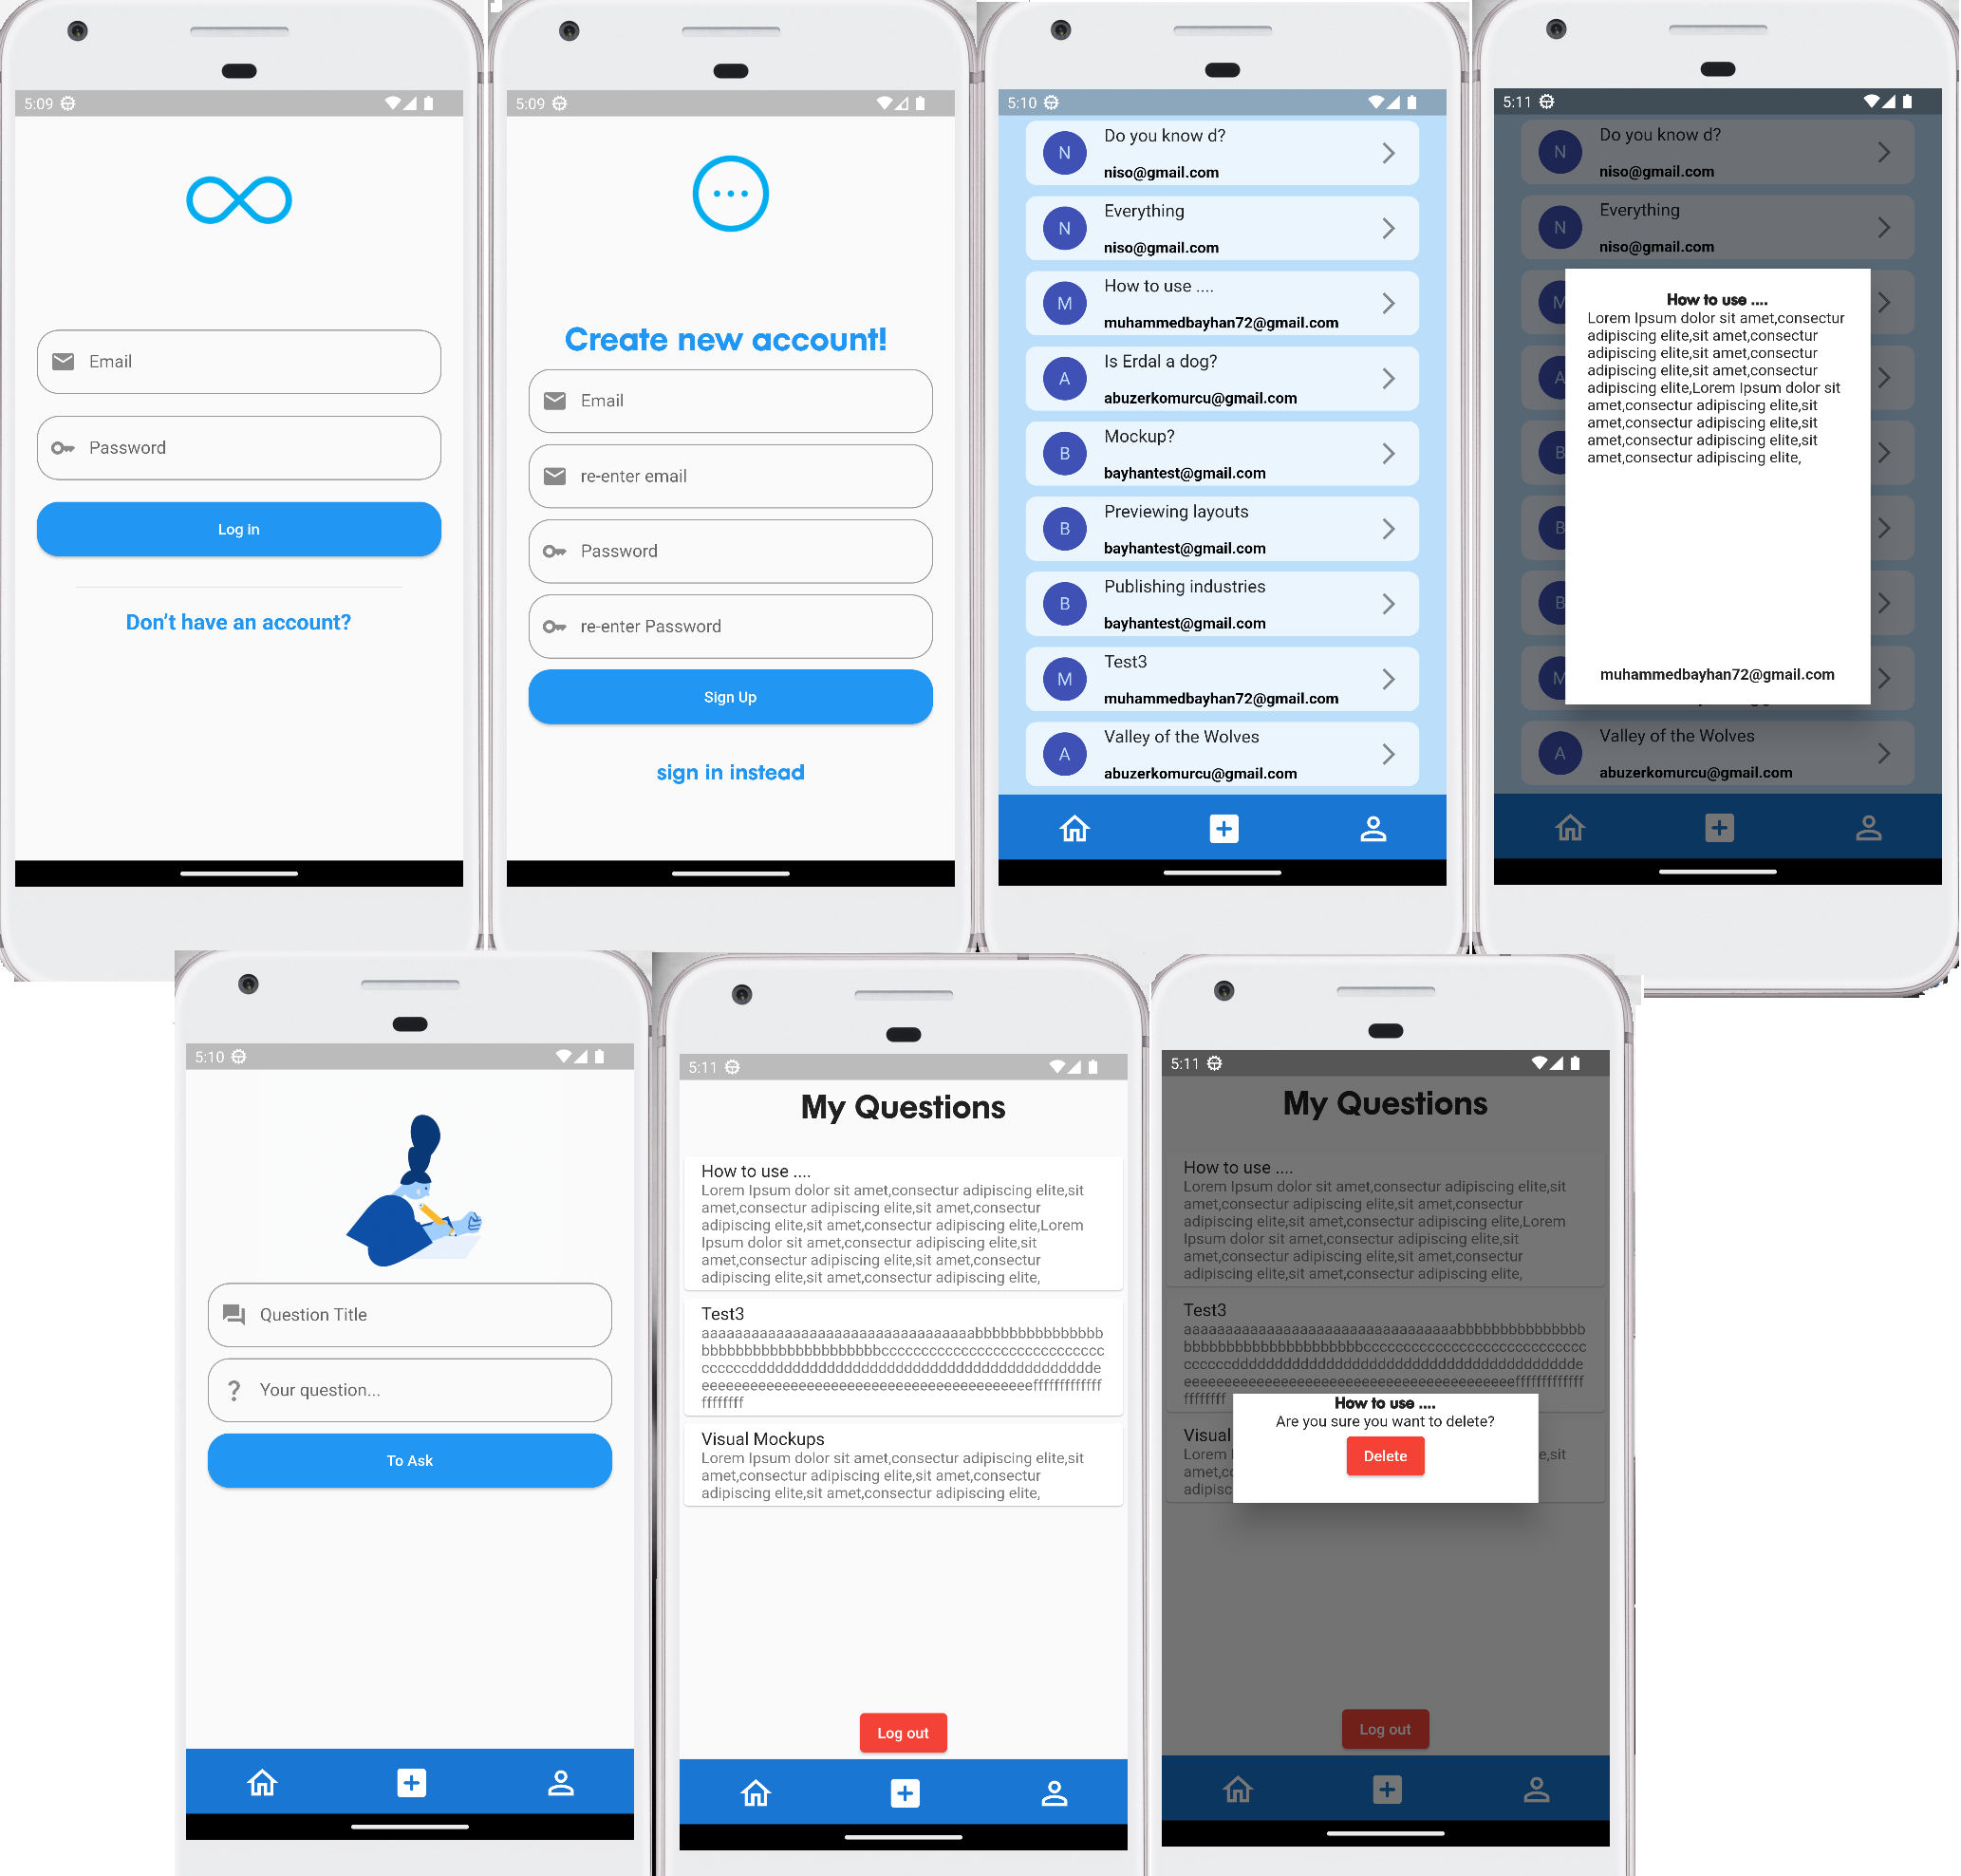 5:09
Email
Password
Log in
Don't have an account?
5:09
Create new account!
Email
re-enter email
Password
re-enter Password
Sign Up
sign in instead
5:10
N
Do you know d?
niso@gmail.com
N
Everything
niso@gmail.com
M
How to use ....
muhammedbayhan72@gmail.com
A
Is Erdal a dog?
abuzerkomurcu@gmail.com
B
Mockup?
bayhantest@gmail.com
B
Previewing layouts
bayhantest@gmail.com
B
Publishing industries
bayhantest@gmail.com
M
Test3
muhammedbayhan72@gmail.com
A
Valley of the Wolves
abuzerkomurcu@gmail.com
5:11
N
Do you know d?
niso@gmail.com
N
Everything
niso@gmail.com
M
A
B
B
B
M
How to use ....
Lorem Ipsum dolor sit amet,consectur
adipiscing elite,sit amet,consectur
adipiscing elite,sit amet,consectur
adipiscing elite,sit amet,consectur
adipiscing elite,Lorem Ipsum dolor sit
amet,consectur adipiscing elite,sit
amet,consectur adipiscing elite,sit
amet,consectur adipiscing elite,sit
amet,consectur adipiscing elite,
muhammedbayhan72@gmail.com
A
Valley of the Wolves
abuzerkomurcu@gmail.com
5:10
Question Title
Your question...
To Ask
5:11
My Questions
How to use ....
Lorem Ipsum dolor sit amet,consectur adipiscing elite,sit
amet,consectur adipiscing elite,sit amet,consectur
adipiscing elite,sit amet,consectur adipiscing elite,Lorem
Ipsum dolor sit amet,consectur adipiscing elite,sit
amet,consectur adipiscing elite,sit amet,consectur
adipiscing elite,sit amet,consectur adipiscing elite,
Test3
Visual Mockups
Lorem Ipsum dolor sit amet,consectur adipiscing elite,sit
amet,consectur adipiscing elite,sit amet,consectur
adipiscing elite,sit amet,consectur adipiscing elite,
Log out
5:11
My Questions
How to use ....
Lorem Ipsum dolor sit amet,consectur adipiscing elite,sit
amet,consectur adipiscing elite,sit amet,consectur
adipiscing elite,sit amet,consectur adipiscing elite,Lorem
Ipsum dolor sit amet,consectur adipiscing elite,sit
amet,consectur adipiscing elite,sit amet,consectur
adipiscing elite,sit amet,consectur adipiscing elite,
Test3
How to use ....
Are you sure you want to delete?
Delete
Visual
Lorem
Log out